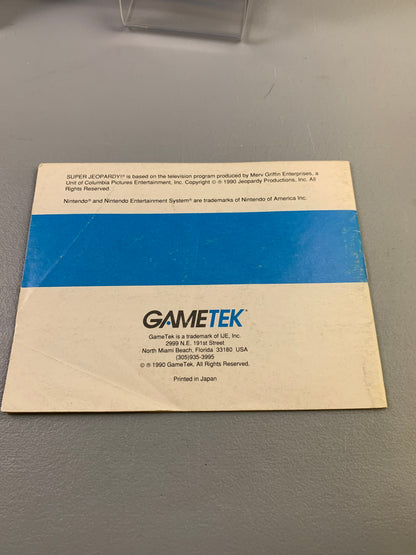 SUPER JEOPARDY!® is based on the television program produced by Merv Griffin Enterprises, a
Unit of Columbia Pictures Entertainment, Inc. Copyright © ℗ 1990 Jeopardy Productions, Inc. All
Rights Reserved.
Nintendo® and Nintendo Entertainment System® are trademarks of Nintendo of America Inc.
GAMETEK
GameTek is a trademark of IJE, Inc.
2999 N.E. 191st Street
North Miami Beach, Florida 33180 USA
(305)935-3995
© ℗ 1990 GameTek. All Rights Reserved.
Printed in Japan